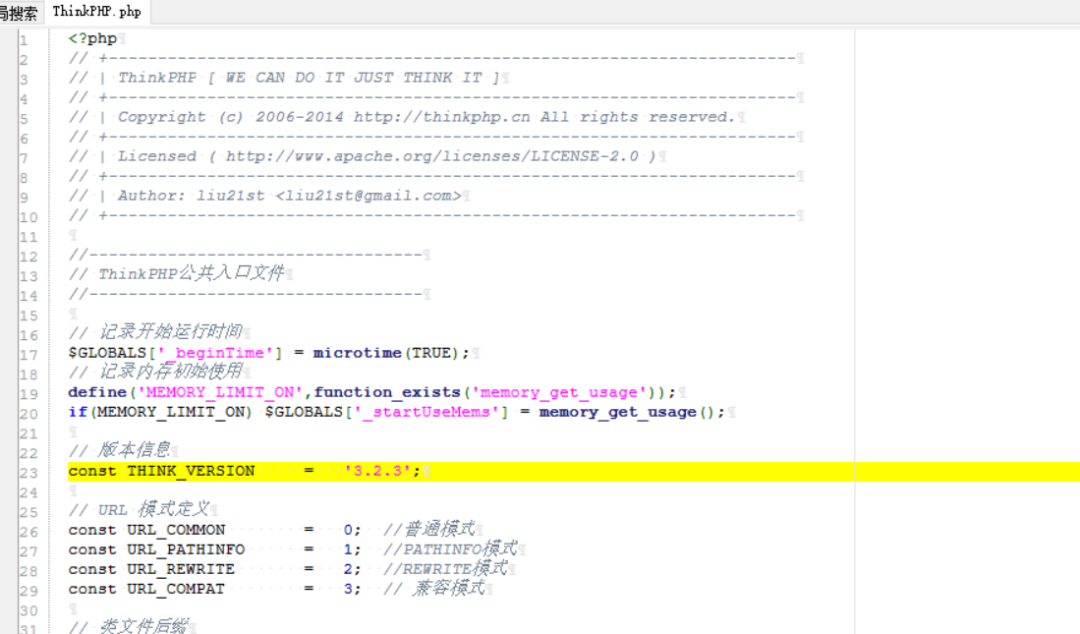 局搜索 ThinkPHP.php
1 <?php
2 // +----------------------------------------------------------------------
3 // | ThinkPHP [ WE CAN DO IT JUST THINK IT ]
4 // +----------------------------------------------------------------------
5 // | Copyright (c) 2006-2014 http://thinkphp.cn All rights reserved.
6 // +----------------------------------------------------------------------
7 // | Licensed ( http://www.apache.org/licenses/LICENSE-2.0 )
8 // +----------------------------------------------------------------------
9 // | Author: liu21st <liu21st@gmail.com>
10 // +----------------------------------------------------------------------
11
12 //----------------------------------
13 // ThinkPHP公共入口文件
14 //----------------------------------
15
16 // 记录开始运行时间
17 $GLOBALS['_beginTime'] = microtime(TRUE);
18 // 记录内存初始使用
19 define('MEMORY_LIMIT_ON',function_exists('memory_get_usage'));
20 if(MEMORY_LIMIT_ON) $GLOBALS['_startUseMems'] = memory_get_usage();
21
22 // 版本信息
23 const THINK_VERSION     =   '3.2.3';
24
25 // URL 模式定义
26 const URL_COMMON        =   0;  //普通模式
27 const URL_PATHINFO      =   1;  //PATHINFO模式
28 const URL_REWRITE       =   2;  //REWRITE模式
29 const URL_COMPAT        =   3;  // 兼容模式
30
31 // 类文件后缀